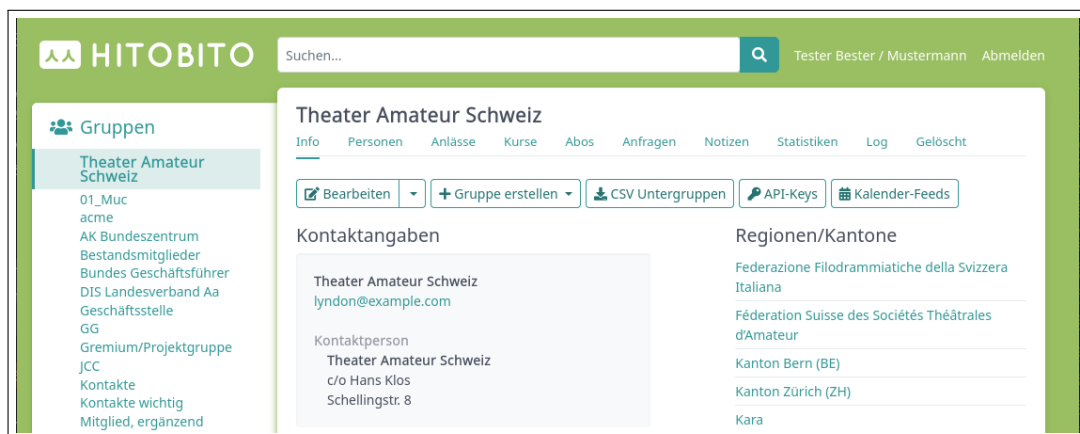 HITOBITO
Suchen...
Tester Bester / Mustermann Abmelden
Gruppen
Theater Amateur
Schweiz
01_Muc
acme
AK Bundeszentrum
Bestandsmitglieder
Bundes Geschäftsführer
DIS Landesverband Aa
Geschäftsstelle
GG
Gremium/Projektgruppe
JCC
Kontakte
Kontakte wichtig
Mitglied, ergänzend
Theater Amateur Schweiz
Info Personen Anlässe Kurse Abos Anfragen Notizen Statistiken Log Gelöscht
Bearbeiten Gruppe erstellen CSV Untergruppen API-Keys Kalender-Feeds
Kontaktangaben
Theater Amateur Schweiz
lyndon@example.com
Kontaktperson
Theater Amateur Schweiz
c/o Hans Klos
Schellingstr. 8
Regionen/Kantone
Federazione Filodrammiatiche della Svizzera
Italiana
Féderation Suisse des Sociétés Théâtrales
d'Amateur
Kanton Bern (BE)
Kanton Zürich (ZH)
Kara